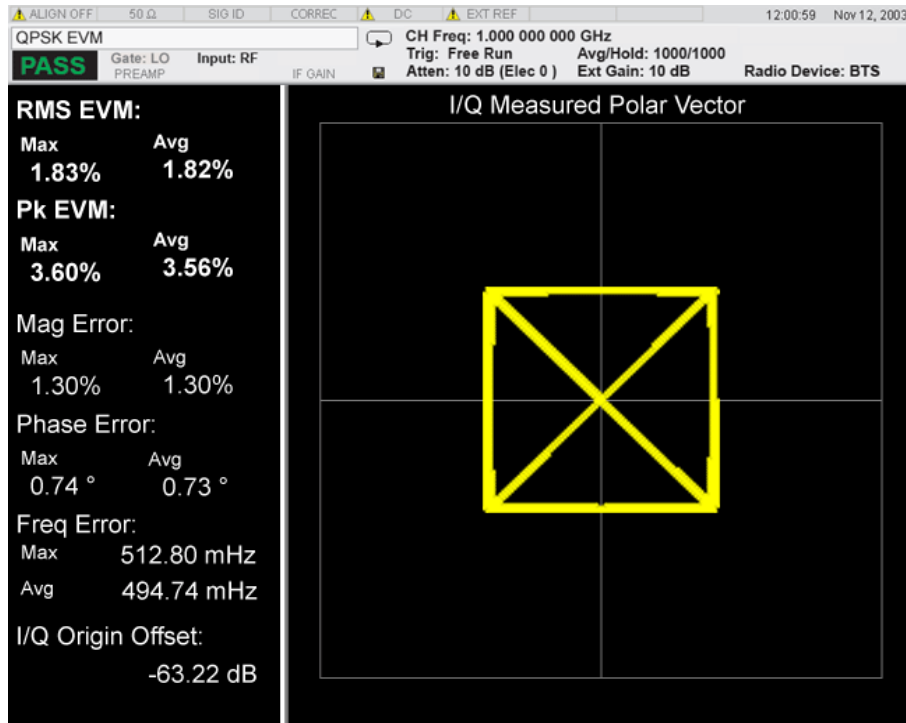 ALIGN OFF 50 Ω SIG ID CORREC DC EXT REF 12:00:59 Nov 12, 2003
QPSK EVM
CH Freq: 1.000 000 000 GHz
PASS
Gate: LO Input: RF
Trig: Free Run Avg/Hold: 1000/1000
PREAMP IF GAIN
Atten: 10 dB (Elec 0 ) Ext Gain: 10 dB Radio Device: BTS
RMS EVM:
Max Avg
1.83% 1.82%
Pk EVM:
Max Avg
3.60% 3.56%
Mag Error:
Max Avg
1.30% 1.30%
Phase Error:
Max Avg
0.74 ° 0.73 °
Freq Error:
Max 512.80 mHz
Avg 494.74 mHz
I/Q Origin Offset:
-63.22 dB
I/Q Measured Polar Vector